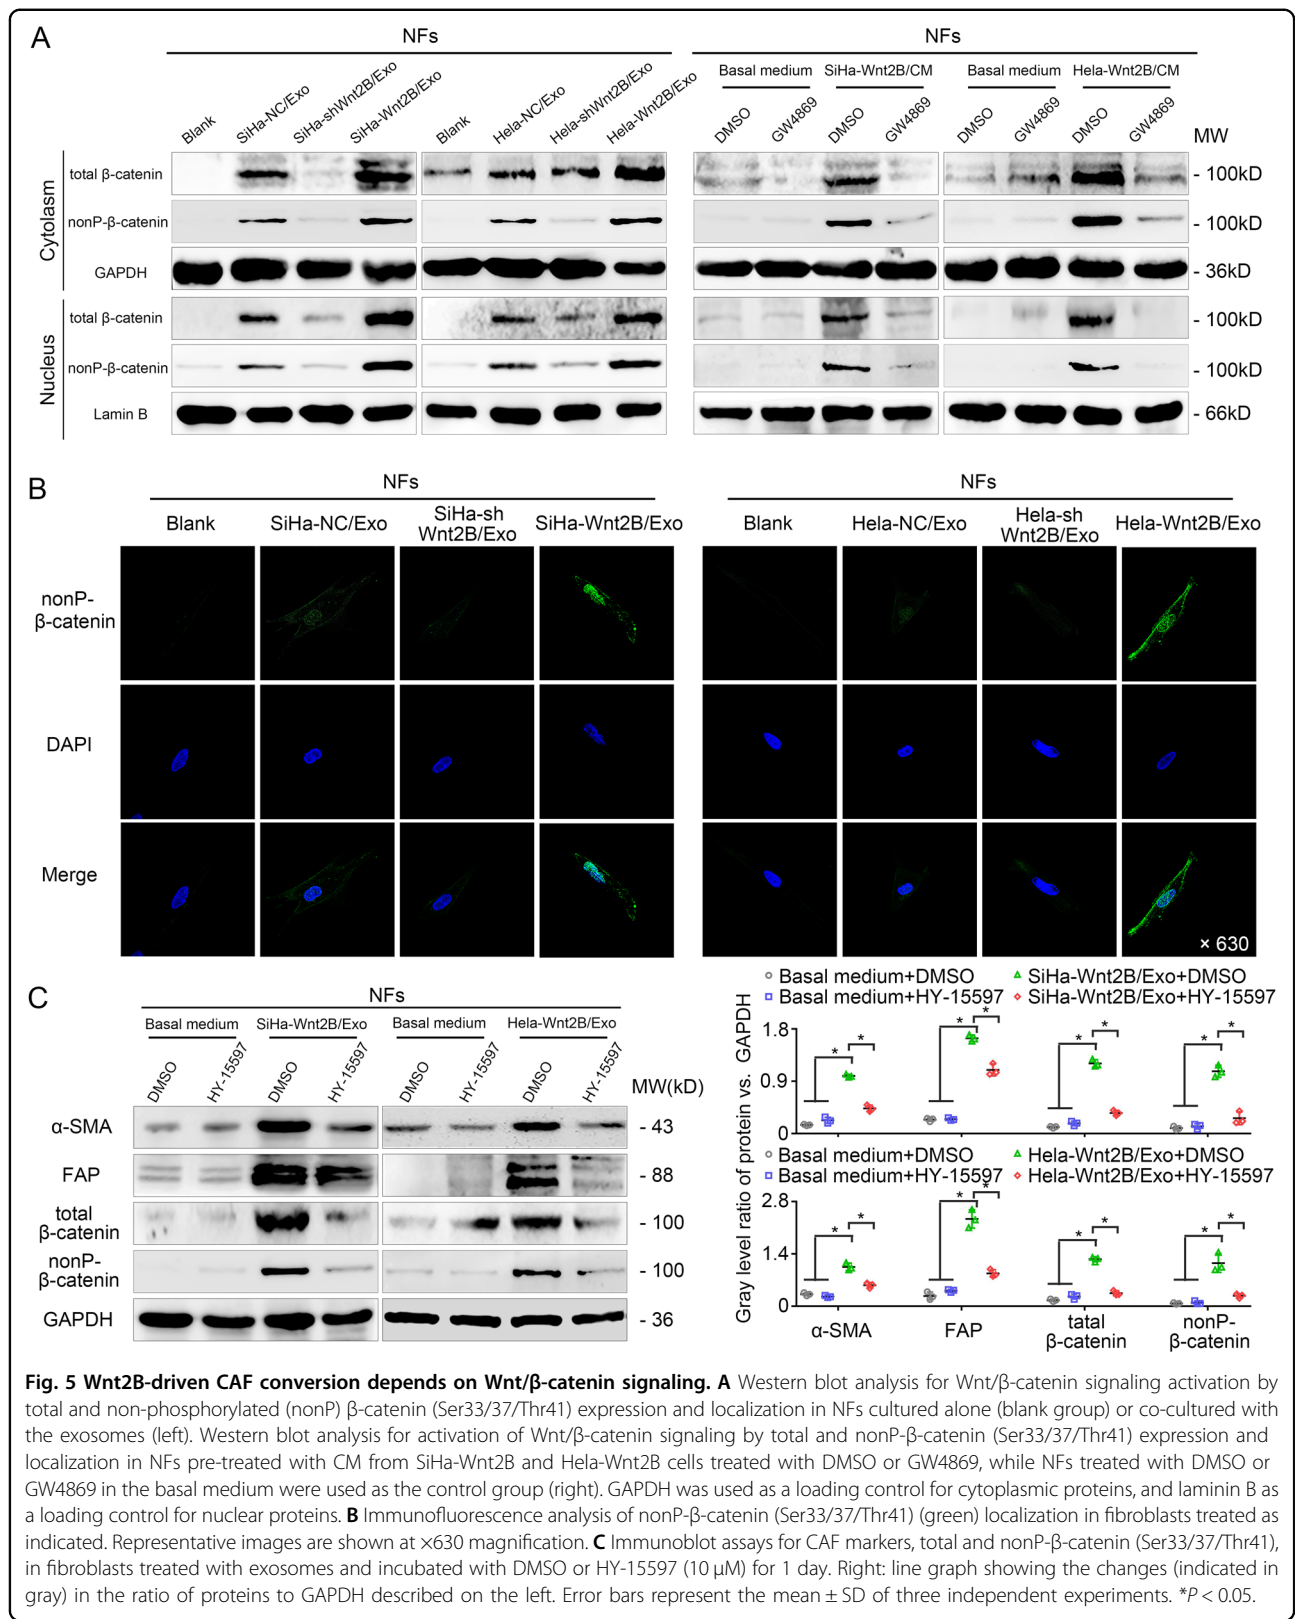 A
NFs
NFs
Blank
SiHa-NC/Exo
SiHa-shWnt2B/Exo
SiHa-Wnt2B/Exo
Blank
Hela-NC/Exo
Hela-shWnt2B/Exo
Hela-Wnt2B/Exo
Basal medium
SiHa-Wnt2B/CM
Basal medium
Hela-Wnt2B/CM
DMSO
GW4869
DMSO
GW4869
DMSO
GW4869
DMSO
GW4869
MW
Cytolasm
total β-catenin
- 100kD
nonP-β-catenin
- 100kD
GAPDH
- 36kD
Nucleus
total β-catenin
- 100kD
nonP-β-catenin
- 100kD
Lamin B
- 66kD
B
NFs
NFs
Blank
SiHa-NC/Exo
SiHa-sh
Wnt2B/Exo
SiHa-Wnt2B/Exo
Blank
Hela-NC/Exo
Hela-sh
Wnt2B/Exo
Hela-Wnt2B/Exo
nonP-
β-catenin
DAPI
Merge
× 630
C
NFs
Basal medium
SiHa-Wnt2B/Exo
Basal medium
Hela-Wnt2B/Exo
DMSO
HY-15597
DMSO
HY-15597
DMSO
HY-15597
DMSO
HY-15597
MW(kD)
α-SMA
- 43
FAP
- 88
total
β-catenin
- 100
nonP-
β-catenin
- 100
GAPDH
- 36
Basal medium+DMSO
SiHa-Wnt2B/Exo+DMSO
Basal medium+HY-15597
SiHa-Wnt2B/Exo+HY-15597
Gray level ratio of protein vs. GAPDH
1.8
0.9
0
* * * * * * * *
Basal medium+DMSO
Hela-Wnt2B/Exo+DMSO
Basal medium+HY-15597
Hela-Wnt2B/Exo+HY-15597
2.8
1.4
0
* * * * * * * *
α-SMA
FAP
tatal
β-catenin
nonP-
β-catenin
Fig. 5 Wnt2B-driven CAF conversion depends on Wnt/β-catenin signaling. A Western blot analysis for Wnt/β-catenin signaling activation by
total and non-phosphorylated (nonP) β-catenin (Ser33/37/Thr41) expression and localization in NFs cultured alone (blank group) or co-cultured with
the exosomes (left). Western blot analysis for activation of Wnt/β-catenin signaling by total and nonP-β-catenin (Ser33/37/Thr41) expression and
localization in NFs pre-treated with CM from SiHa-Wnt2B and Hela-Wnt2B cells treated with DMSO or GW4869, while NFs treated with DMSO or
GW4869 in the basal medium were used as the control group (right). GAPDH was used as a loading control for cytoplasmic proteins, and laminin B as
a loading control for nuclear proteins. B Immunofluorescence analysis of nonP-β-catenin (Ser33/37/Thr41) (green) localization in fibroblasts treated as
indicated. Representative images are shown at ×630 magnification. C Immunoblot assays for CAF markers, total and nonP-β-catenin (Ser33/37/Thr41),
in fibroblasts treated with exosomes and incubated with DMSO or HY-15597 (10 µM) for 1 day. Right: line graph showing the changes (indicated in
gray) in the ratio of proteins to GAPDH described on the left. Error bars represent the mean ± SD of three independent experiments. *P < 0.05.